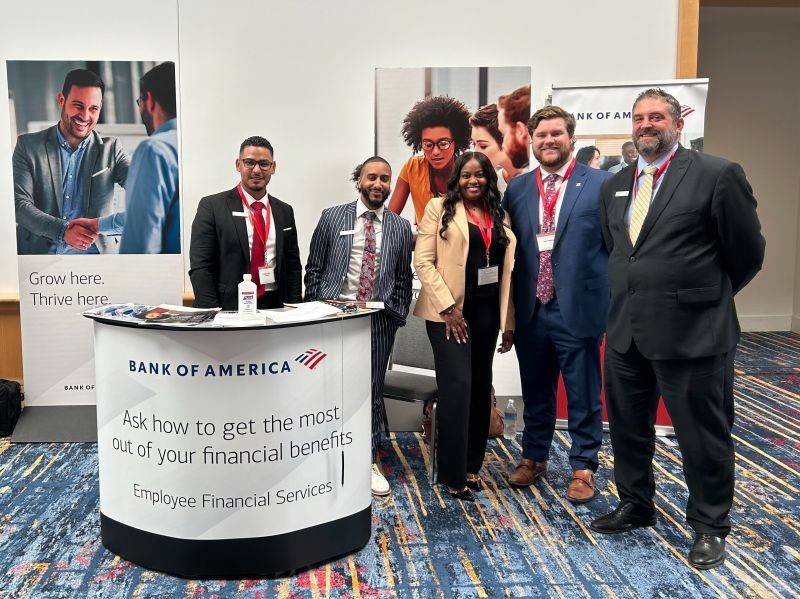 Grow here.
Thrive here.
BANK
BANK OF AMERICA
BANK OF AMERICA
Ask how to get the most
out of your financial benefits
Employee Financial Services